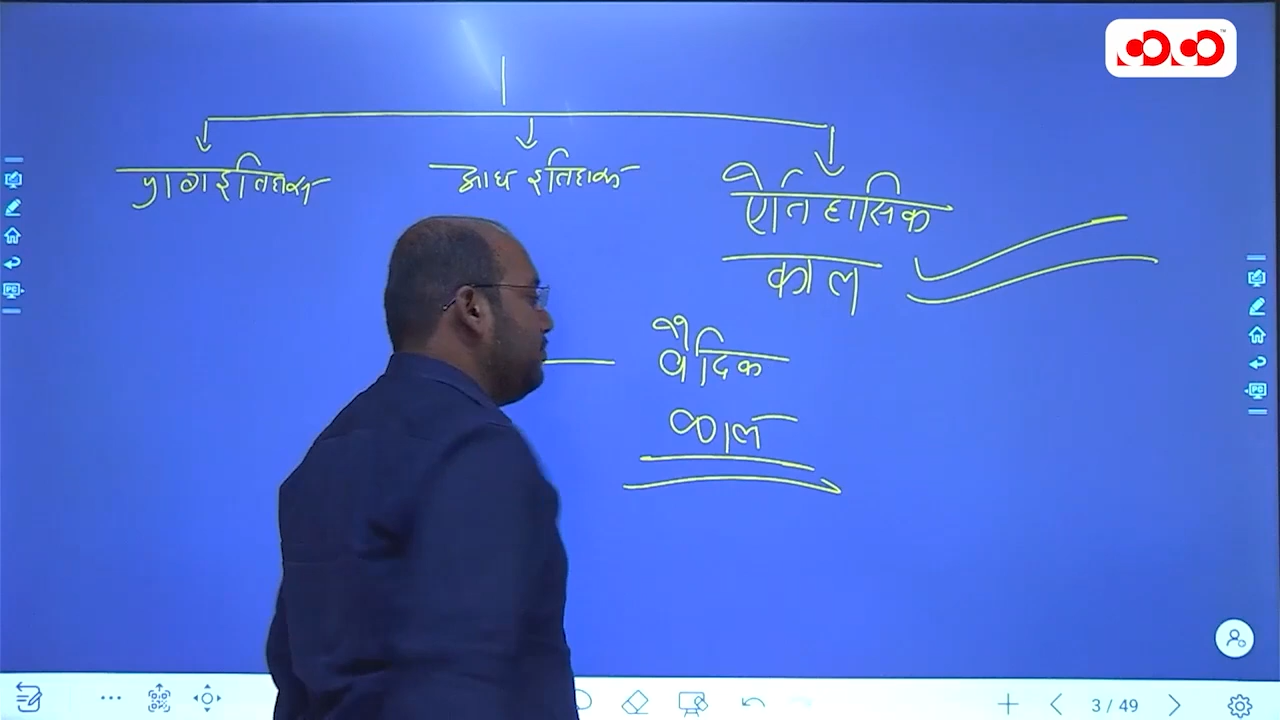 प्रागइतिहास
आध इतिहास
ऐतिहासिक
काल
वैदिक
काल
3 / 49